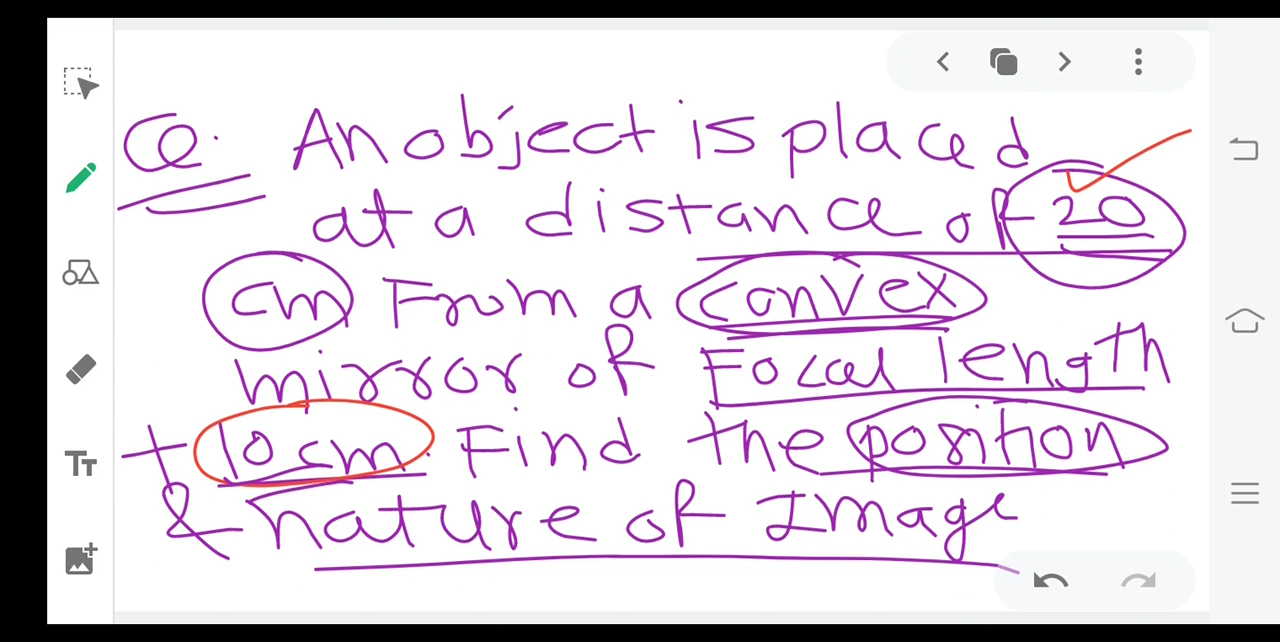 Q. An object is placed
at a distance of 20
cm From a convex
mirror of Focal length
+ 10 cm. Find the position
& nature of Image
TT